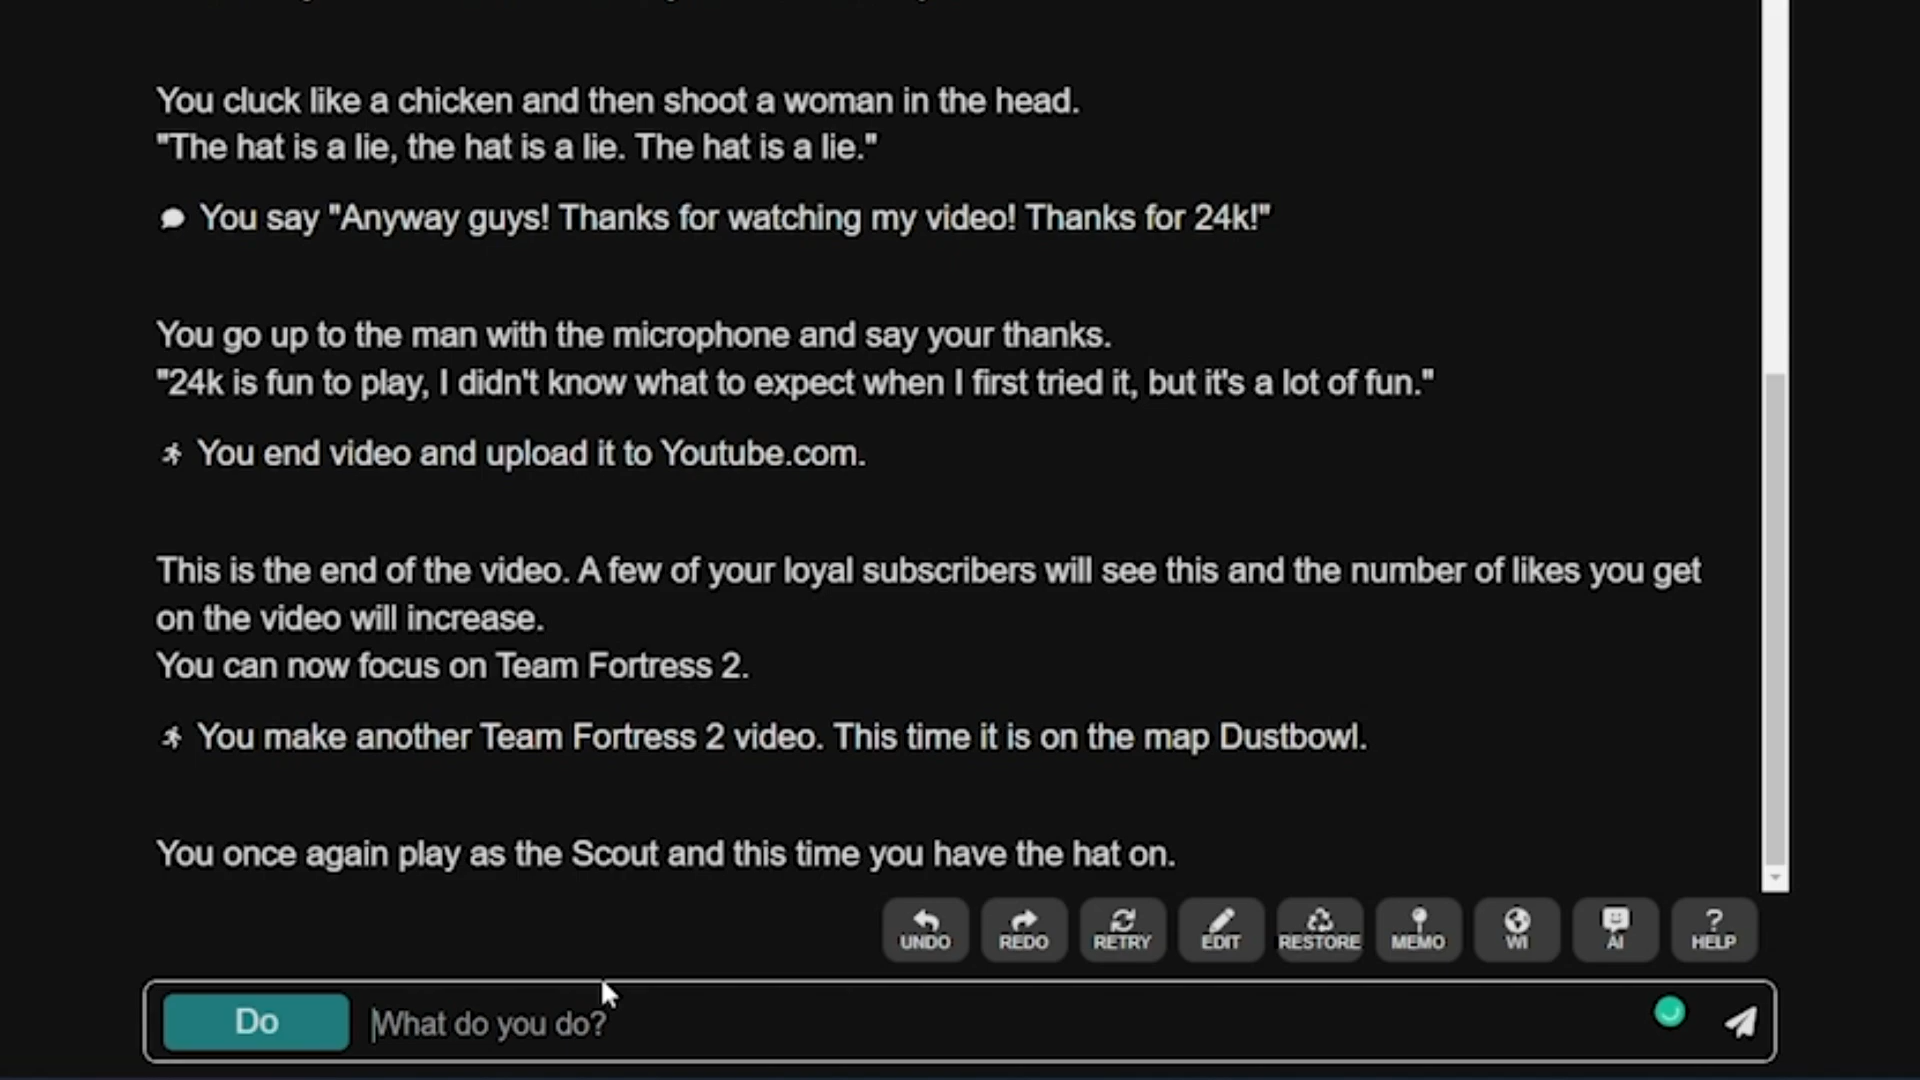 You cluck like a chicken and then shoot a woman in the head.
"The hat is a lie, the hat is a lie. The hat is a lie."
You say "Anyway guys! Thanks for watching my video! Thanks for 24k!"
You go up to the man with the microphone and say your thanks.
"24k is fun to play, I didn't know what to expect when I first tried it, but it's a lot of fun."
You end video and upload it to Youtube.com.
This is the end of the video. A few of your loyal subscribers will see this and the number of likes you get
on the video will increase.
You can now focus on Team Fortress 2.
You make another Team Fortress 2 video. This time it is on the map Dustbowl.
You once again play as the Scout and this time you have the hat on.
UNDO REDO RETRY EDIT RESTORE MEMO WI AI HELP
Do What do you do?